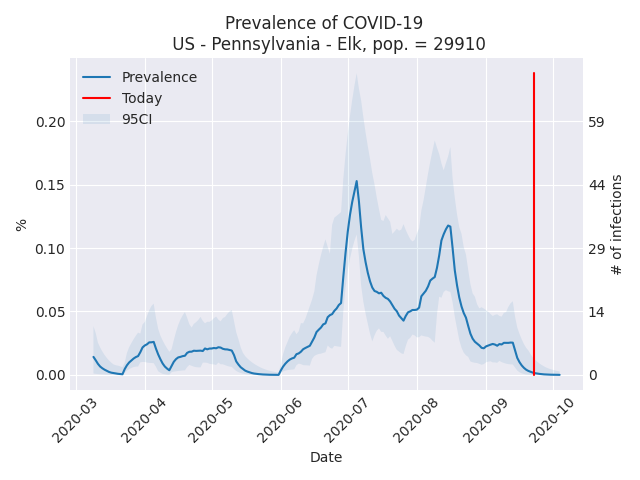 Prevalence of COVID-19
US - Pennsylvania - Elk, pop. = 29910
Prevalence
Today
95CI
%
0.20
0.15
0.10
0.05
0.00
59
44
29
14
0
# of infections
2020-03
2020-04
2020-05
2020-06
2020-07
2020-08
2020-09
2020-10
Date